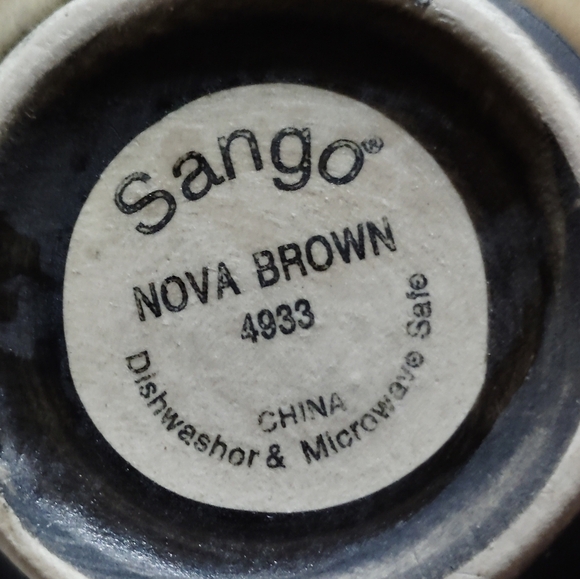 Sango®
NOVA BROWN
4933
CHINA
Dishwashor & Microwave Safe